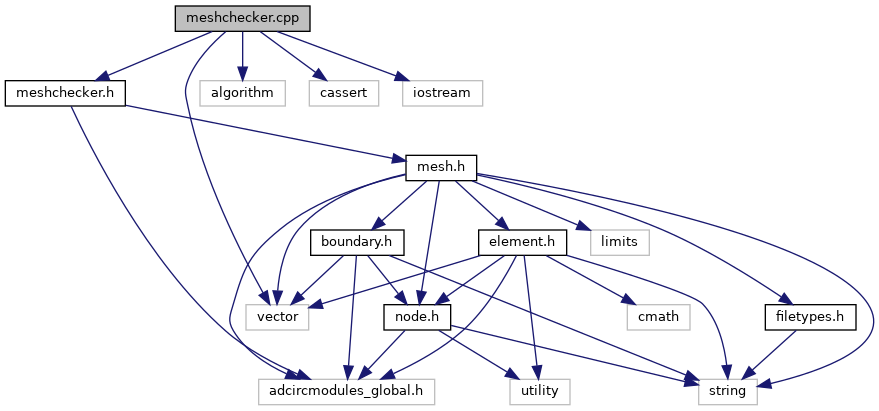 meshchecker.cpp
meshchecker.h
algorithm
cassert
iostream
mesh.h
boundary.h
element.h
limits
vector
node.h
cmath
filetypes.h
adcircmodules_global.h
utility
string